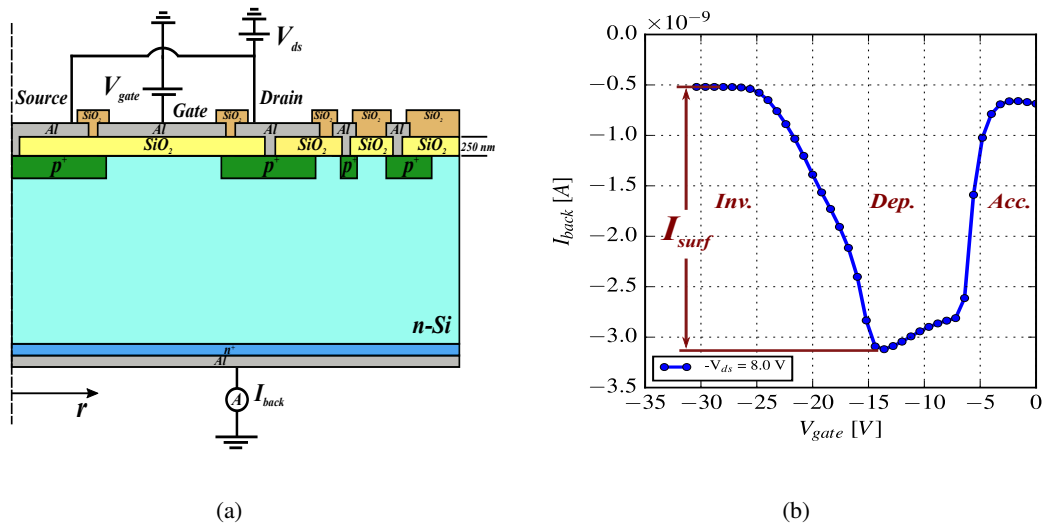 V_ds
V_gate
Source
Gate
Drain
SiO₂ SiO₂ SiO₂ SiO₂ SiO₂
Al Al Al Al Al
SiO₂ SiO₂ SiO₂ SiO₂
250 nm
p⁺ p⁺ p⁺ p⁺
n-Si
n⁺
Al
r
A
I_back
(a)
×10⁻⁹
0.0
−0.5
−1.0
−1.5
−2.0
−2.5
−3.0
−3.5
I_back [A]
Inv.
Dep.
Acc.
I_surf
-V_ds = 8.0 V
−35 −30 −25 −20 −15 −10 −5 0
V_gate [V]
(b)